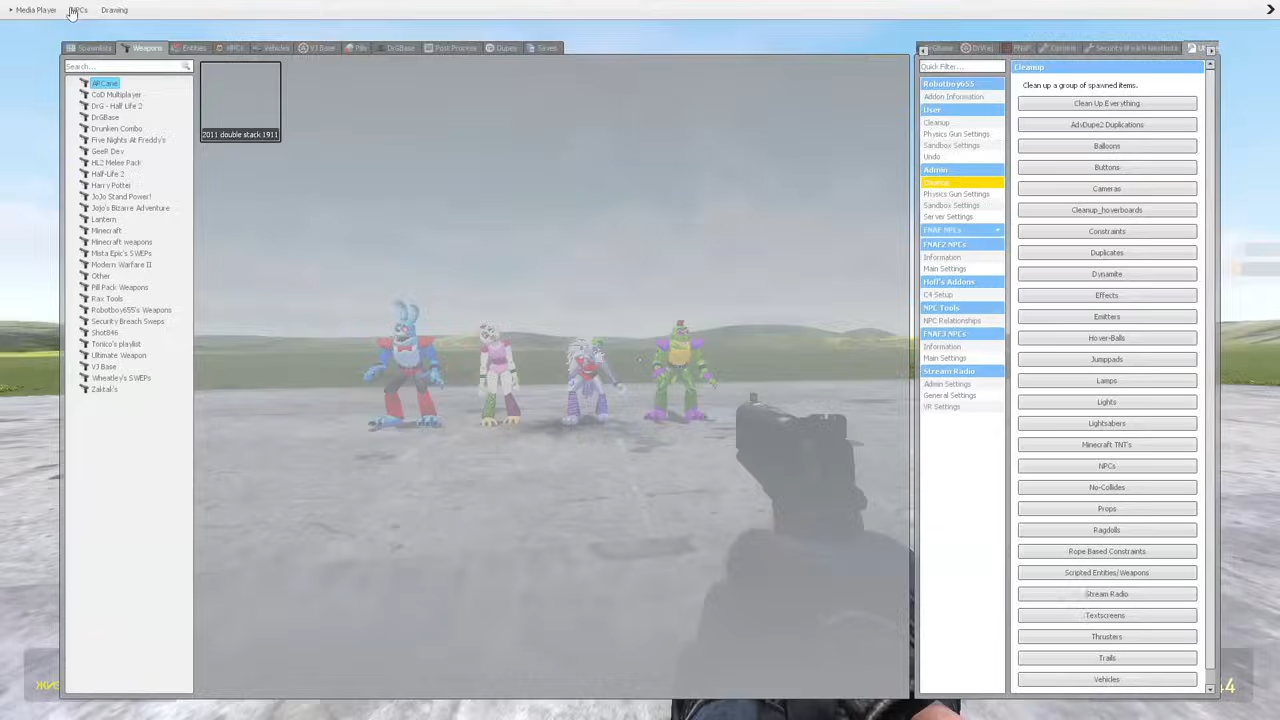 Media Player NPCs Drawing
Spawnlists Weapons Entities NPCs Vehicles VJ Base Pills DrGBase Post Process Dupes Saves
Search...
ARCane
CoD Multiplayer
DrG - Half Life 2
DrGBase
Drunken Combo
Five Nights At Freddy's
GeeR Dev
HL2 Melee Pack
Half-Life 2
Harry Potter
JoJo Stand Power!
Jojo's Bizarre Adventure
Lantern
Minecraft
Minecraft weapons
Mista Epic's SWEPs
Modern Warfare II
Other
Pill Pack Weapons
Rax Tools
Robotboy655's Weapons
Security Breach Sweps
Shot846
Tonico's playlist
Ultimate Weapon
VJ Base
Wheatley's SWEPs
Zaktak's
2011 double stack 1911
Quick Filter...
Robotboy655
Addon Information
User
Cleanup
Physics Gun Settings
Sandbox Settings
Undo
Admin
Cleanup
Physics Gun Settings
Sandbox Settings
Server Settings
FNAF NPCs
FNAF2 NPCs
Information
Main Settings
Hoff's Addons
C4 Setup
NPC Tools
NPC Relationships
FNAF3 NPCs
Information
Main Settings
Stream Radio
Admin Settings
General Settings
VR Settings
Cleanup
Clean up a group of spawned items.
Clean Up Everything
AdvDupe2 Duplications
Balloons
Buttons
Cameras
Cleanup_hoverboards
Constraints
Duplicates
Dynamite
Effects
Emitters
Hover-Balls
Jumppads
Lamps
Lights
Lightsabers
Minecraft TNT's
NPCs
No-Collides
Props
Ragdolls
Rope Based Constraints
Scripted Entities/Weapons
Stream Radio
Textscreens
Thrusters
Trails
Vehicles